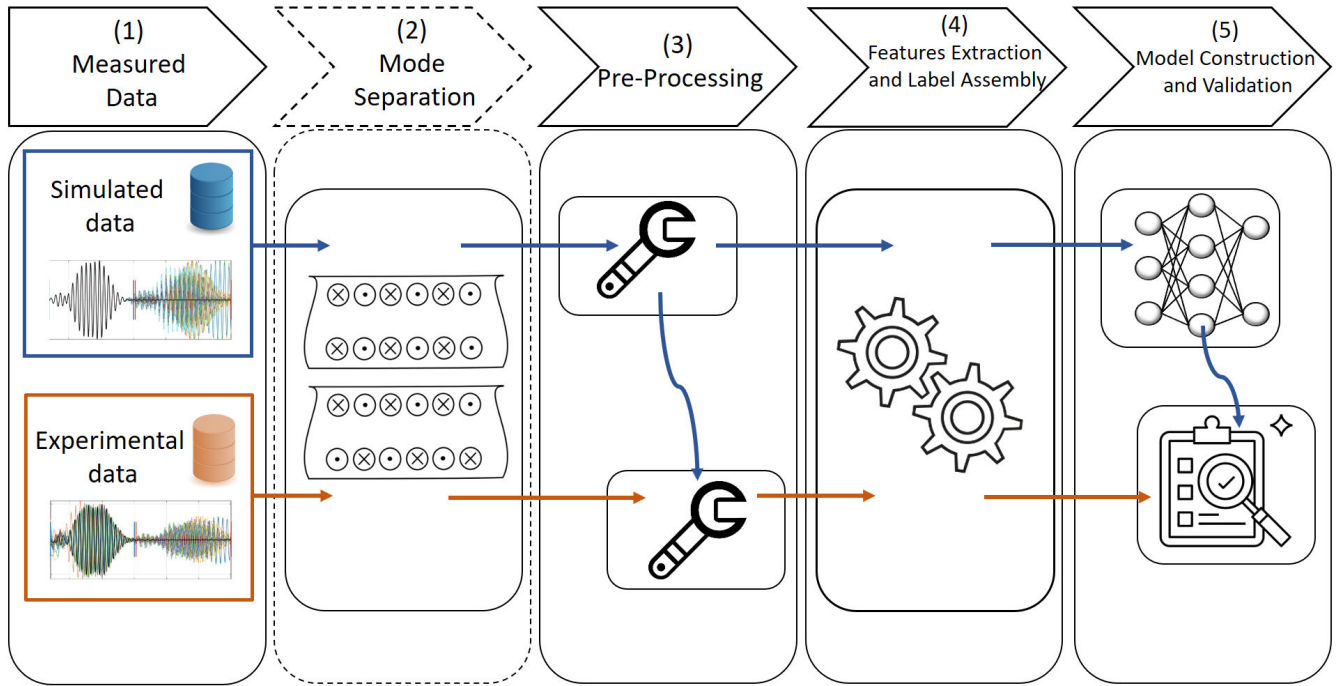 (1)
Measured
Data
(2)
Mode
Separation
(3)
Pre-Processing
(4)
Features Extraction
and Label Assembly
(5)
Model Construction
and Validation
Simulated
data
Experimental
data